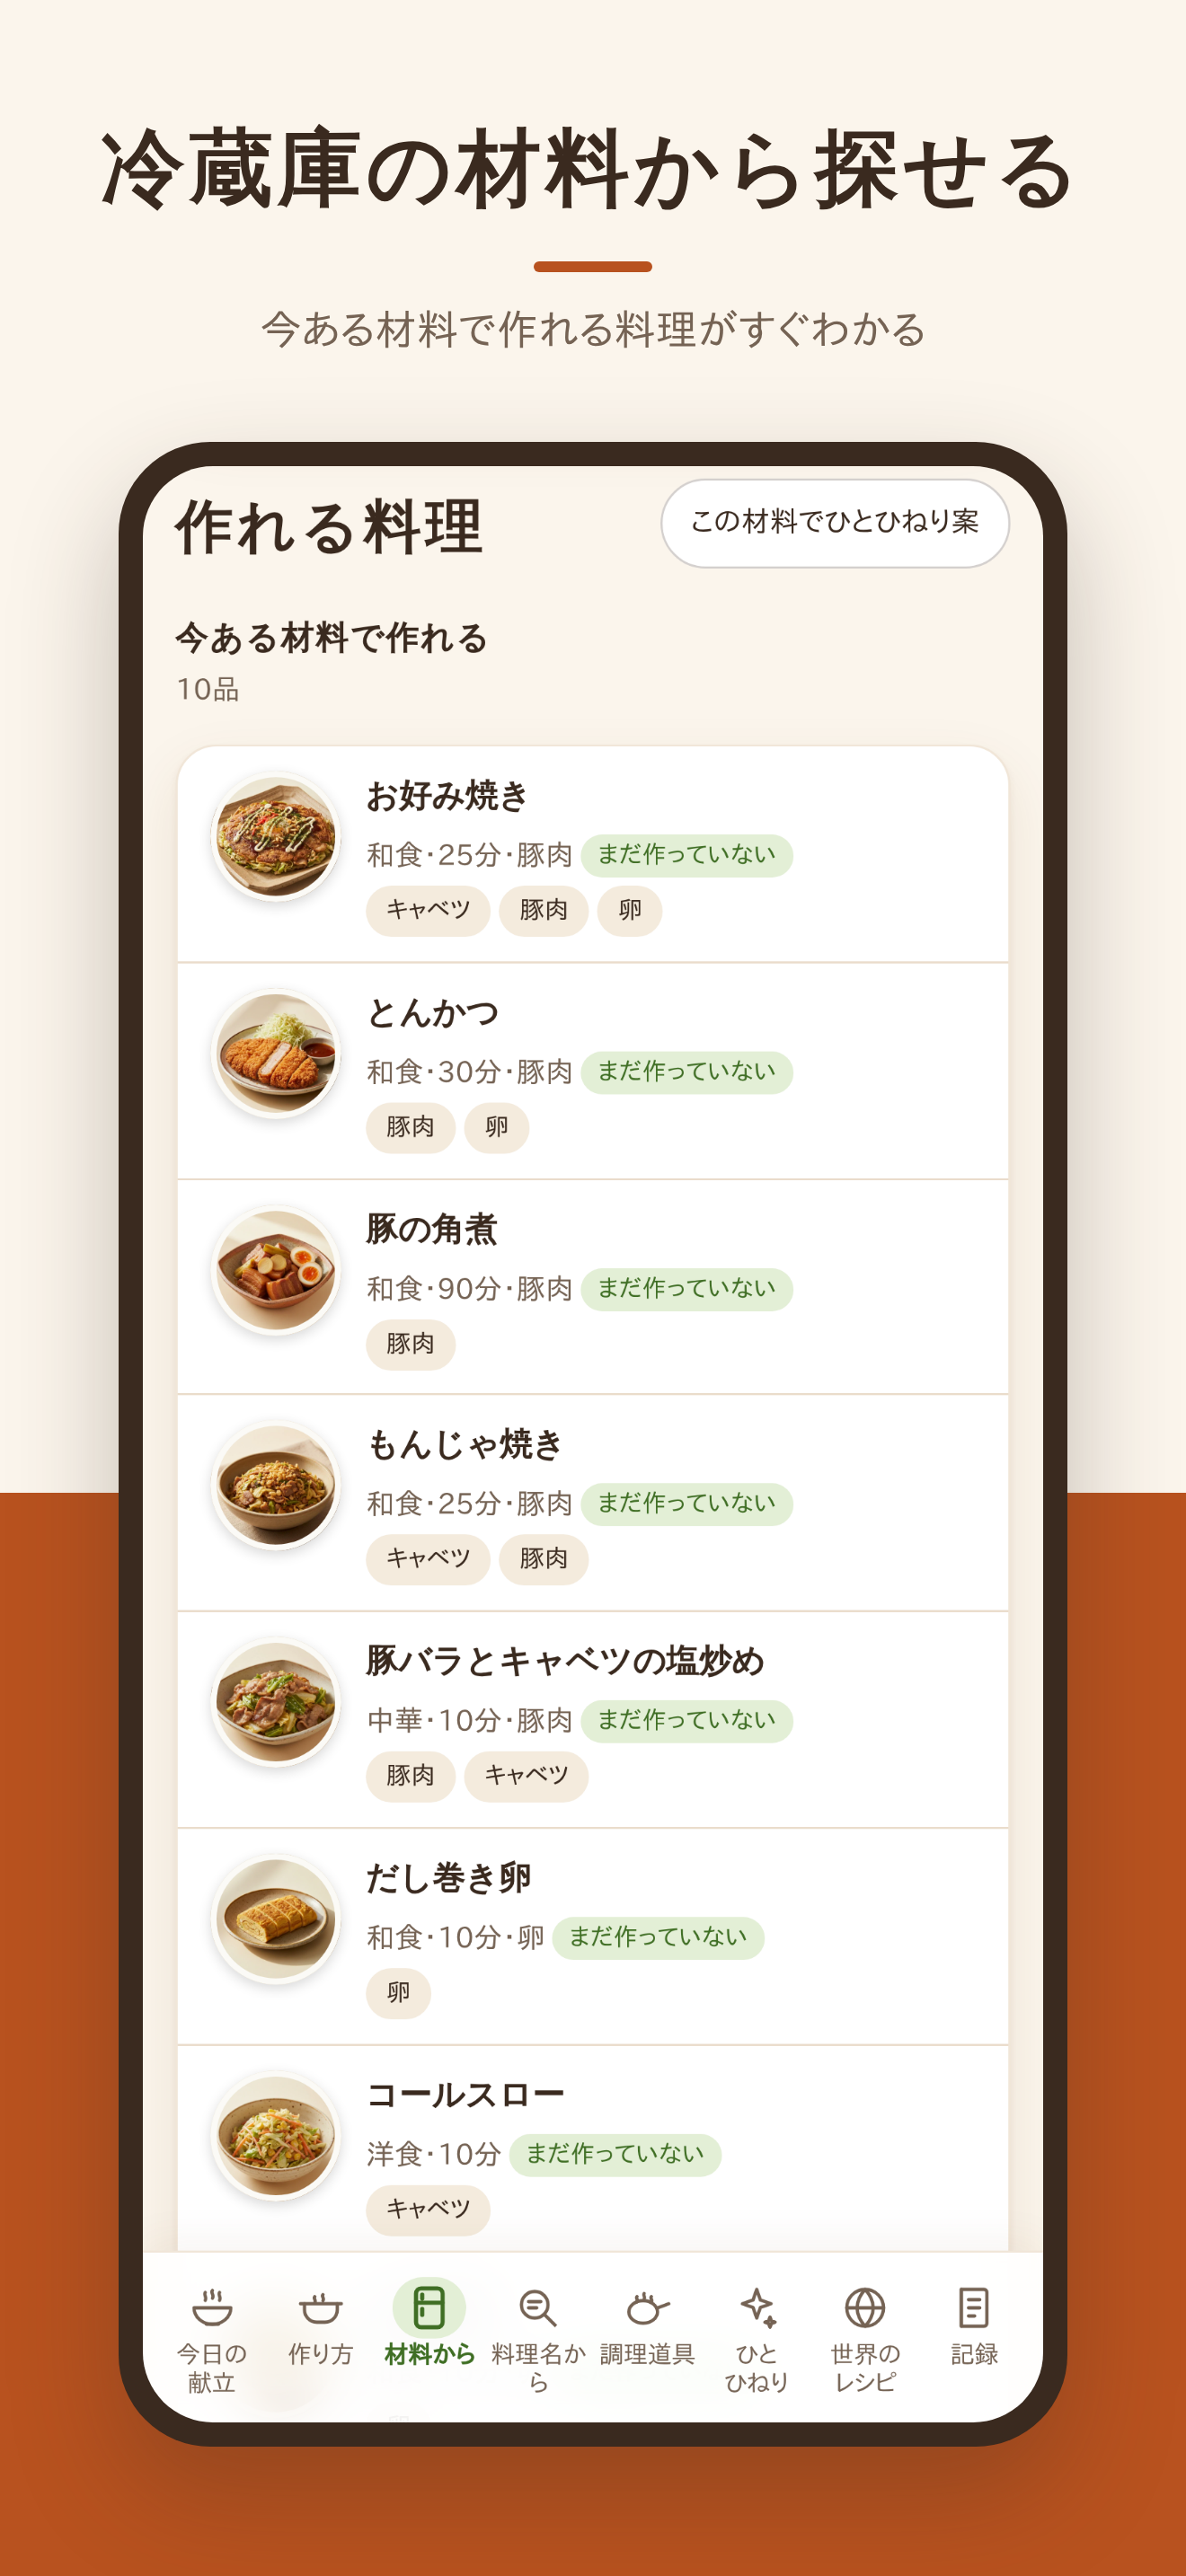 冷蔵庫の材料から探せる
今ある材料で作れる料理がすぐわかる
作れる料理
この材料でひとひねり案
今ある材料で作れる
10品
お好み焼き
和食・25分・豚肉 まだ作っていない
キャベツ 豚肉 卵
とんかつ
和食・30分・豚肉 まだ作っていない
豚肉 卵
豚の角煮
和食・90分・豚肉 まだ作っていない
豚肉
もんじゃ焼き
和食・25分・豚肉 まだ作っていない
キャベツ 豚肉
豚バラとキャベツの塩炒め
中華・10分・豚肉 まだ作っていない
豚肉 キャベツ
だし巻き卵
和食・10分・卵 まだ作っていない
卵
コールスロー
洋食・10分 まだ作っていない
キャベツ
今日の
献立
作り方
材料から
料理名か
ら
調理道具
ひと
ひねり
世界の
レシピ
記録